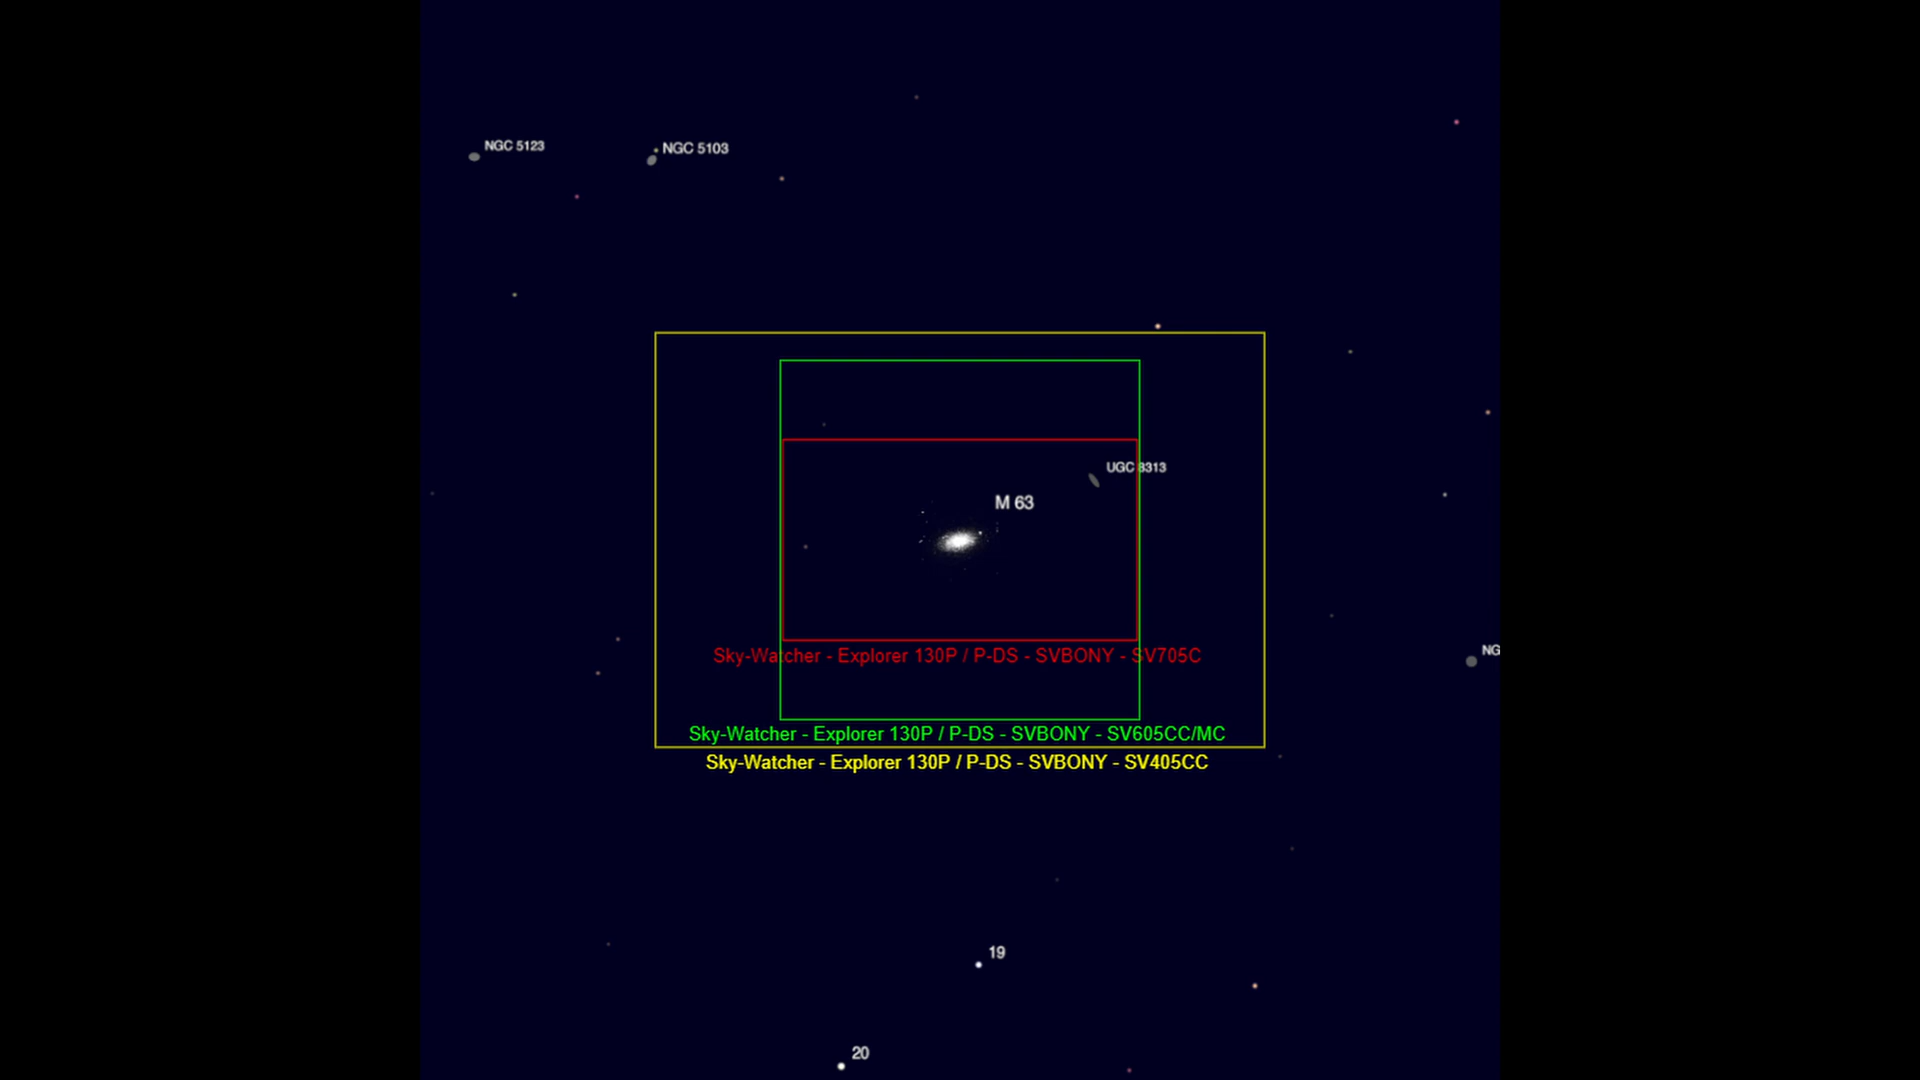 NGC 5123
NGC 5103
UGC 8313
M 63
NG
Sky-Watcher - Explorer 130P / P-DS - SVBONY - SV705C
Sky-Watcher - Explorer 130P / P-DS - SVBONY - SV605CC/MC
Sky-Watcher - Explorer 130P / P-DS - SVBONY - SV405CC
19
20